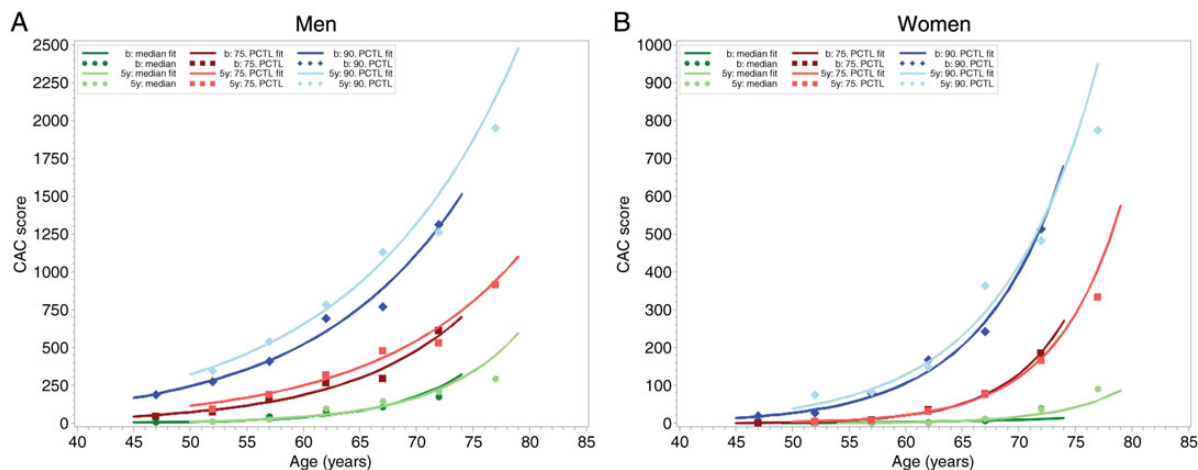 A
Men
2500
2250
2000
1750
1500
1250
1000
750
500
250
0
CAC score
b: median fit
b: 75. PCTL fit
b: 90. PCTL fit
b: median
b: 75. PCTL
b: 90. PCTL
5y: median fit
5y: 75. PCTL fit
5y: 90. PCTL fit
5y: median
5y: 75. PCTL
5y: 90. PCTL
40 45 50 55 60 65 70 75 80 85
Age (years)
B
Women
1000
900
800
700
600
500
400
300
200
100
0
CAC score
b: median fit
b: 75. PCTL fit
b: 90. PCTL fit
b: median
b: 75. PCTL
b: 90. PCTL
5y: median fit
5y: 75. PCTL fit
5y: 90. PCTL fit
5y: median
5y: 75. PCTL
5y: 90. PCTL
40 45 50 55 60 65 70 75 80 85
Age (years)